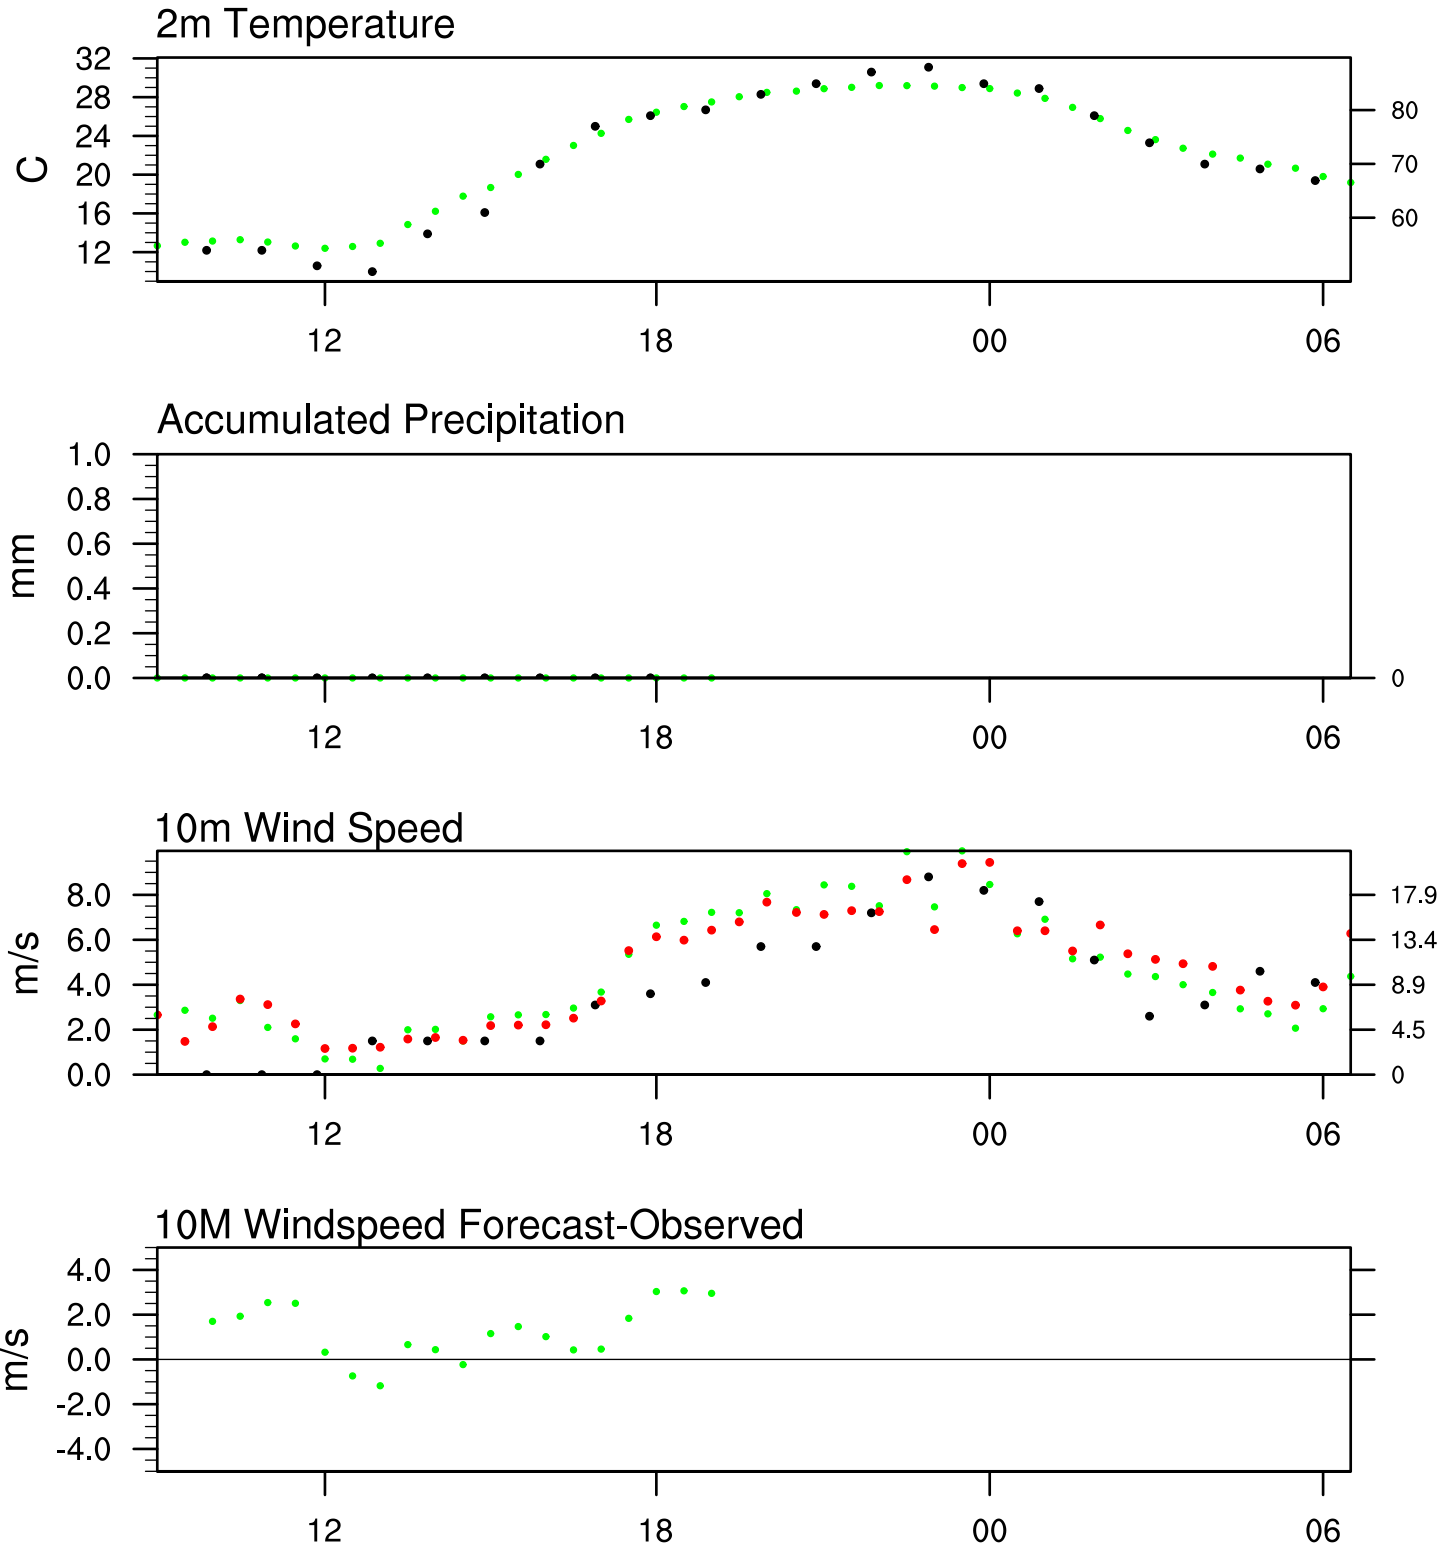 2m Temperature
32
28
24
20
16
12
C
80
70
60
12 18 00 06
Accumulated Precipitation
1.0
0.8
0.6
0.4
0.2
0.0
mm
0
12 18 00 06
10m Wind Speed
8.0
6.0
4.0
2.0
0.0
m/s
17.9
13.4
8.9
4.5
0
12 18 00 06
10M Windspeed Forecast-Observed
4.0
2.0
0.0
-2.0
-4.0
m/s
12 18 00 06